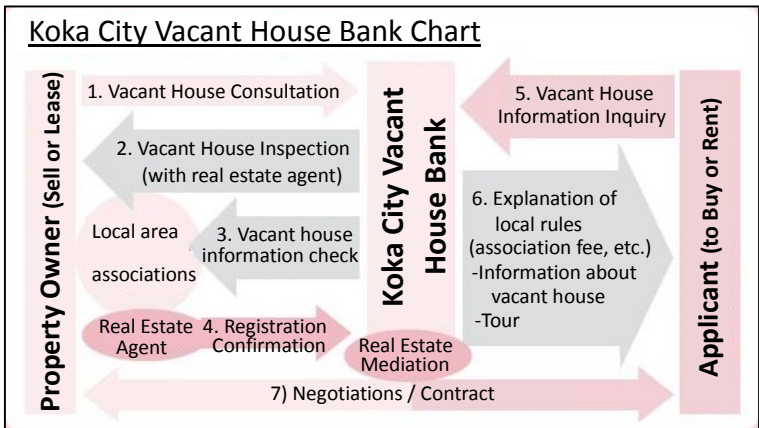 Koka City Vacant House Bank Chart
Property Owner (Sell or Lease)
1. Vacant House Consultation
2. Vacant House Inspection
(with real estate agent)
Local area
associations
3. Vacant house
information check
Real Estate
Agent
4. Registration
Confirmation
Koka City Vacant
House Bank
Real Estate
Mediation
5. Vacant House
Information Inquiry
6. Explanation of
local rules
(association fee, etc.)
-Information about
vacant house
-Tour
Applicant (to Buy or Rent)
7) Negotiations / Contract